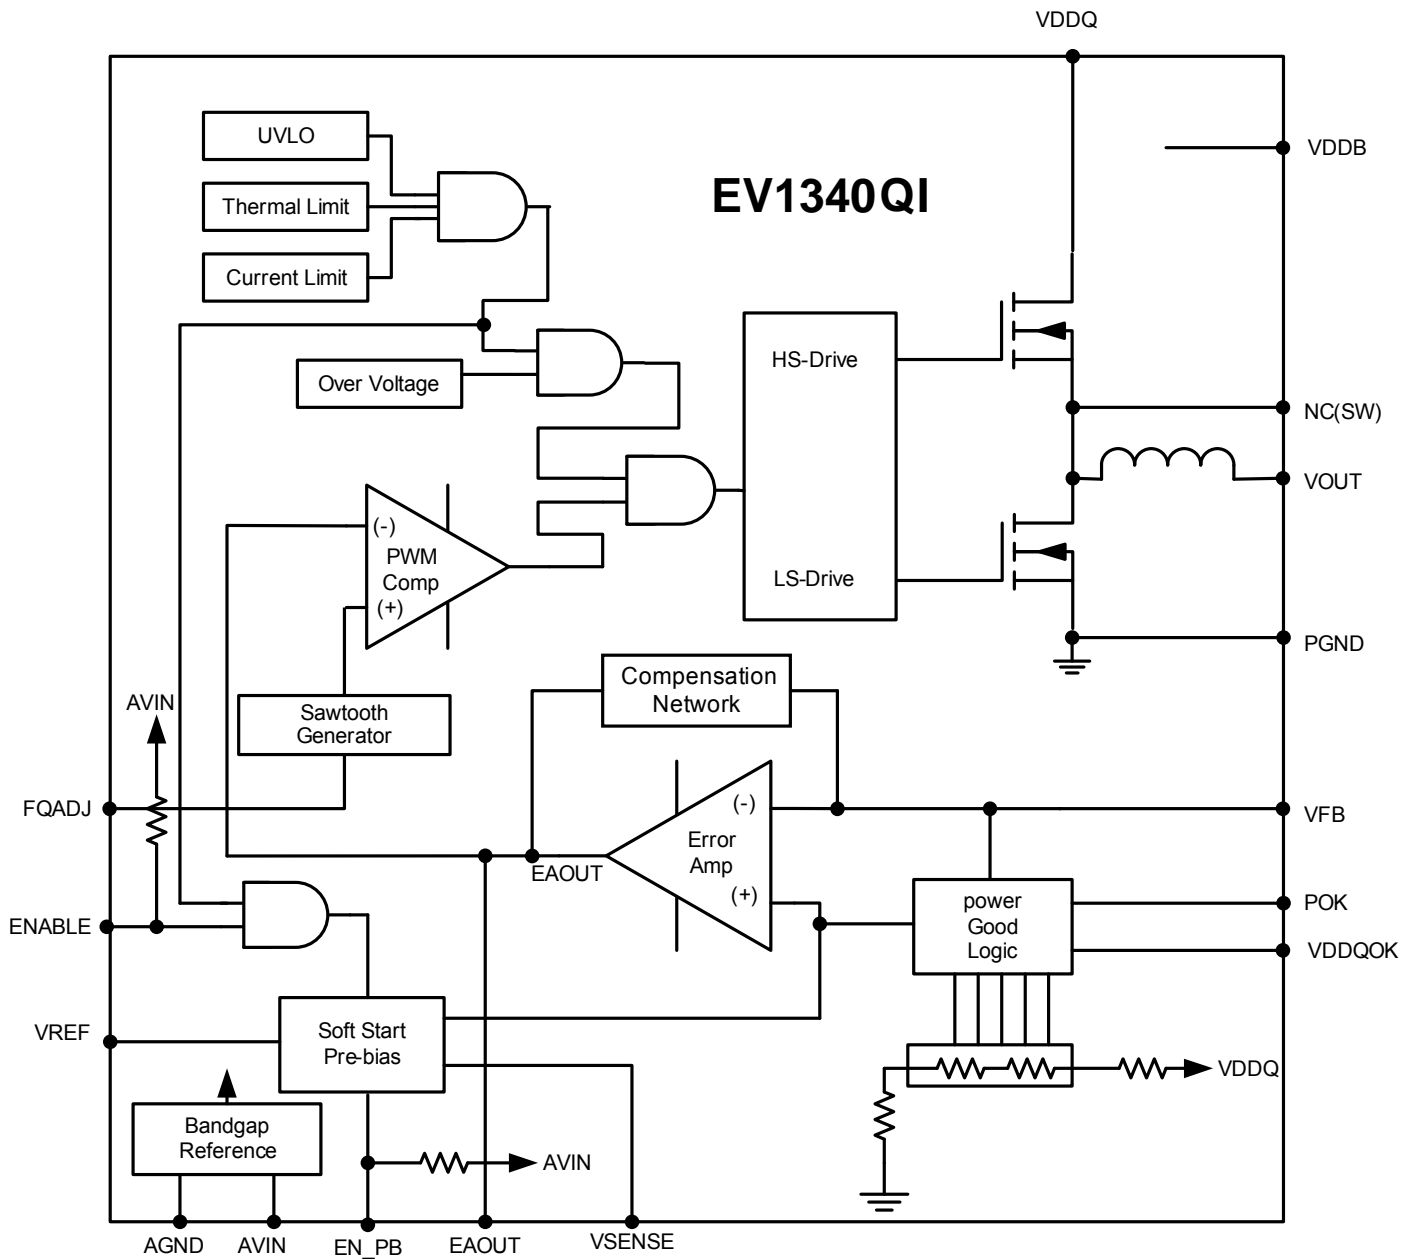 VDDQ
UVLO
VDDB
EV1340QI
Thermal Limit
Current Limit
HS-Drive
Over Voltage
NC(SW)
VOUT
(-)
PWM
Comp
(+)
LS-Drive
PGND
Compensation
Network
AVIN
Sawtooth
Generator
FQADJ
(-)
VFB
Error
Amp
EAOUT
(+)
power
Good
Logic
POK
ENABLE
VDDQOK
VREF
Soft Start
Pre-bias
VDDQ
Bandgap
Reference
AVIN
AGND
AVIN
EN_PB
EAOUT
VSENSE